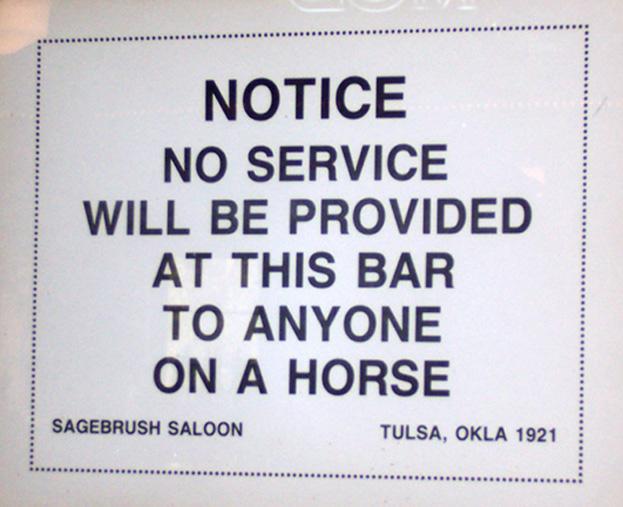 NOTICE
NO SERVICE
WILL BE PROVIDED
AT THIS BAR
TO ANYONE
ON A HORSE
SAGEBRUSH SALOON TULSA, OKLA 1921